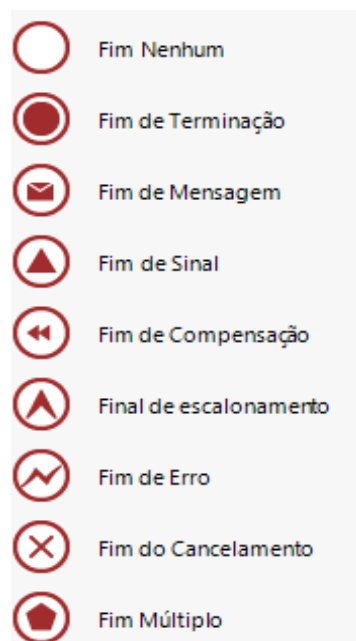 Fim Nenhum
Fim de Terminação
Fim de Mensagem
Fim de Sinal
Fim de Compensação
Final de escalonamento
Fim de Erro
Fim do Cancelamento
Fim Múltiplo